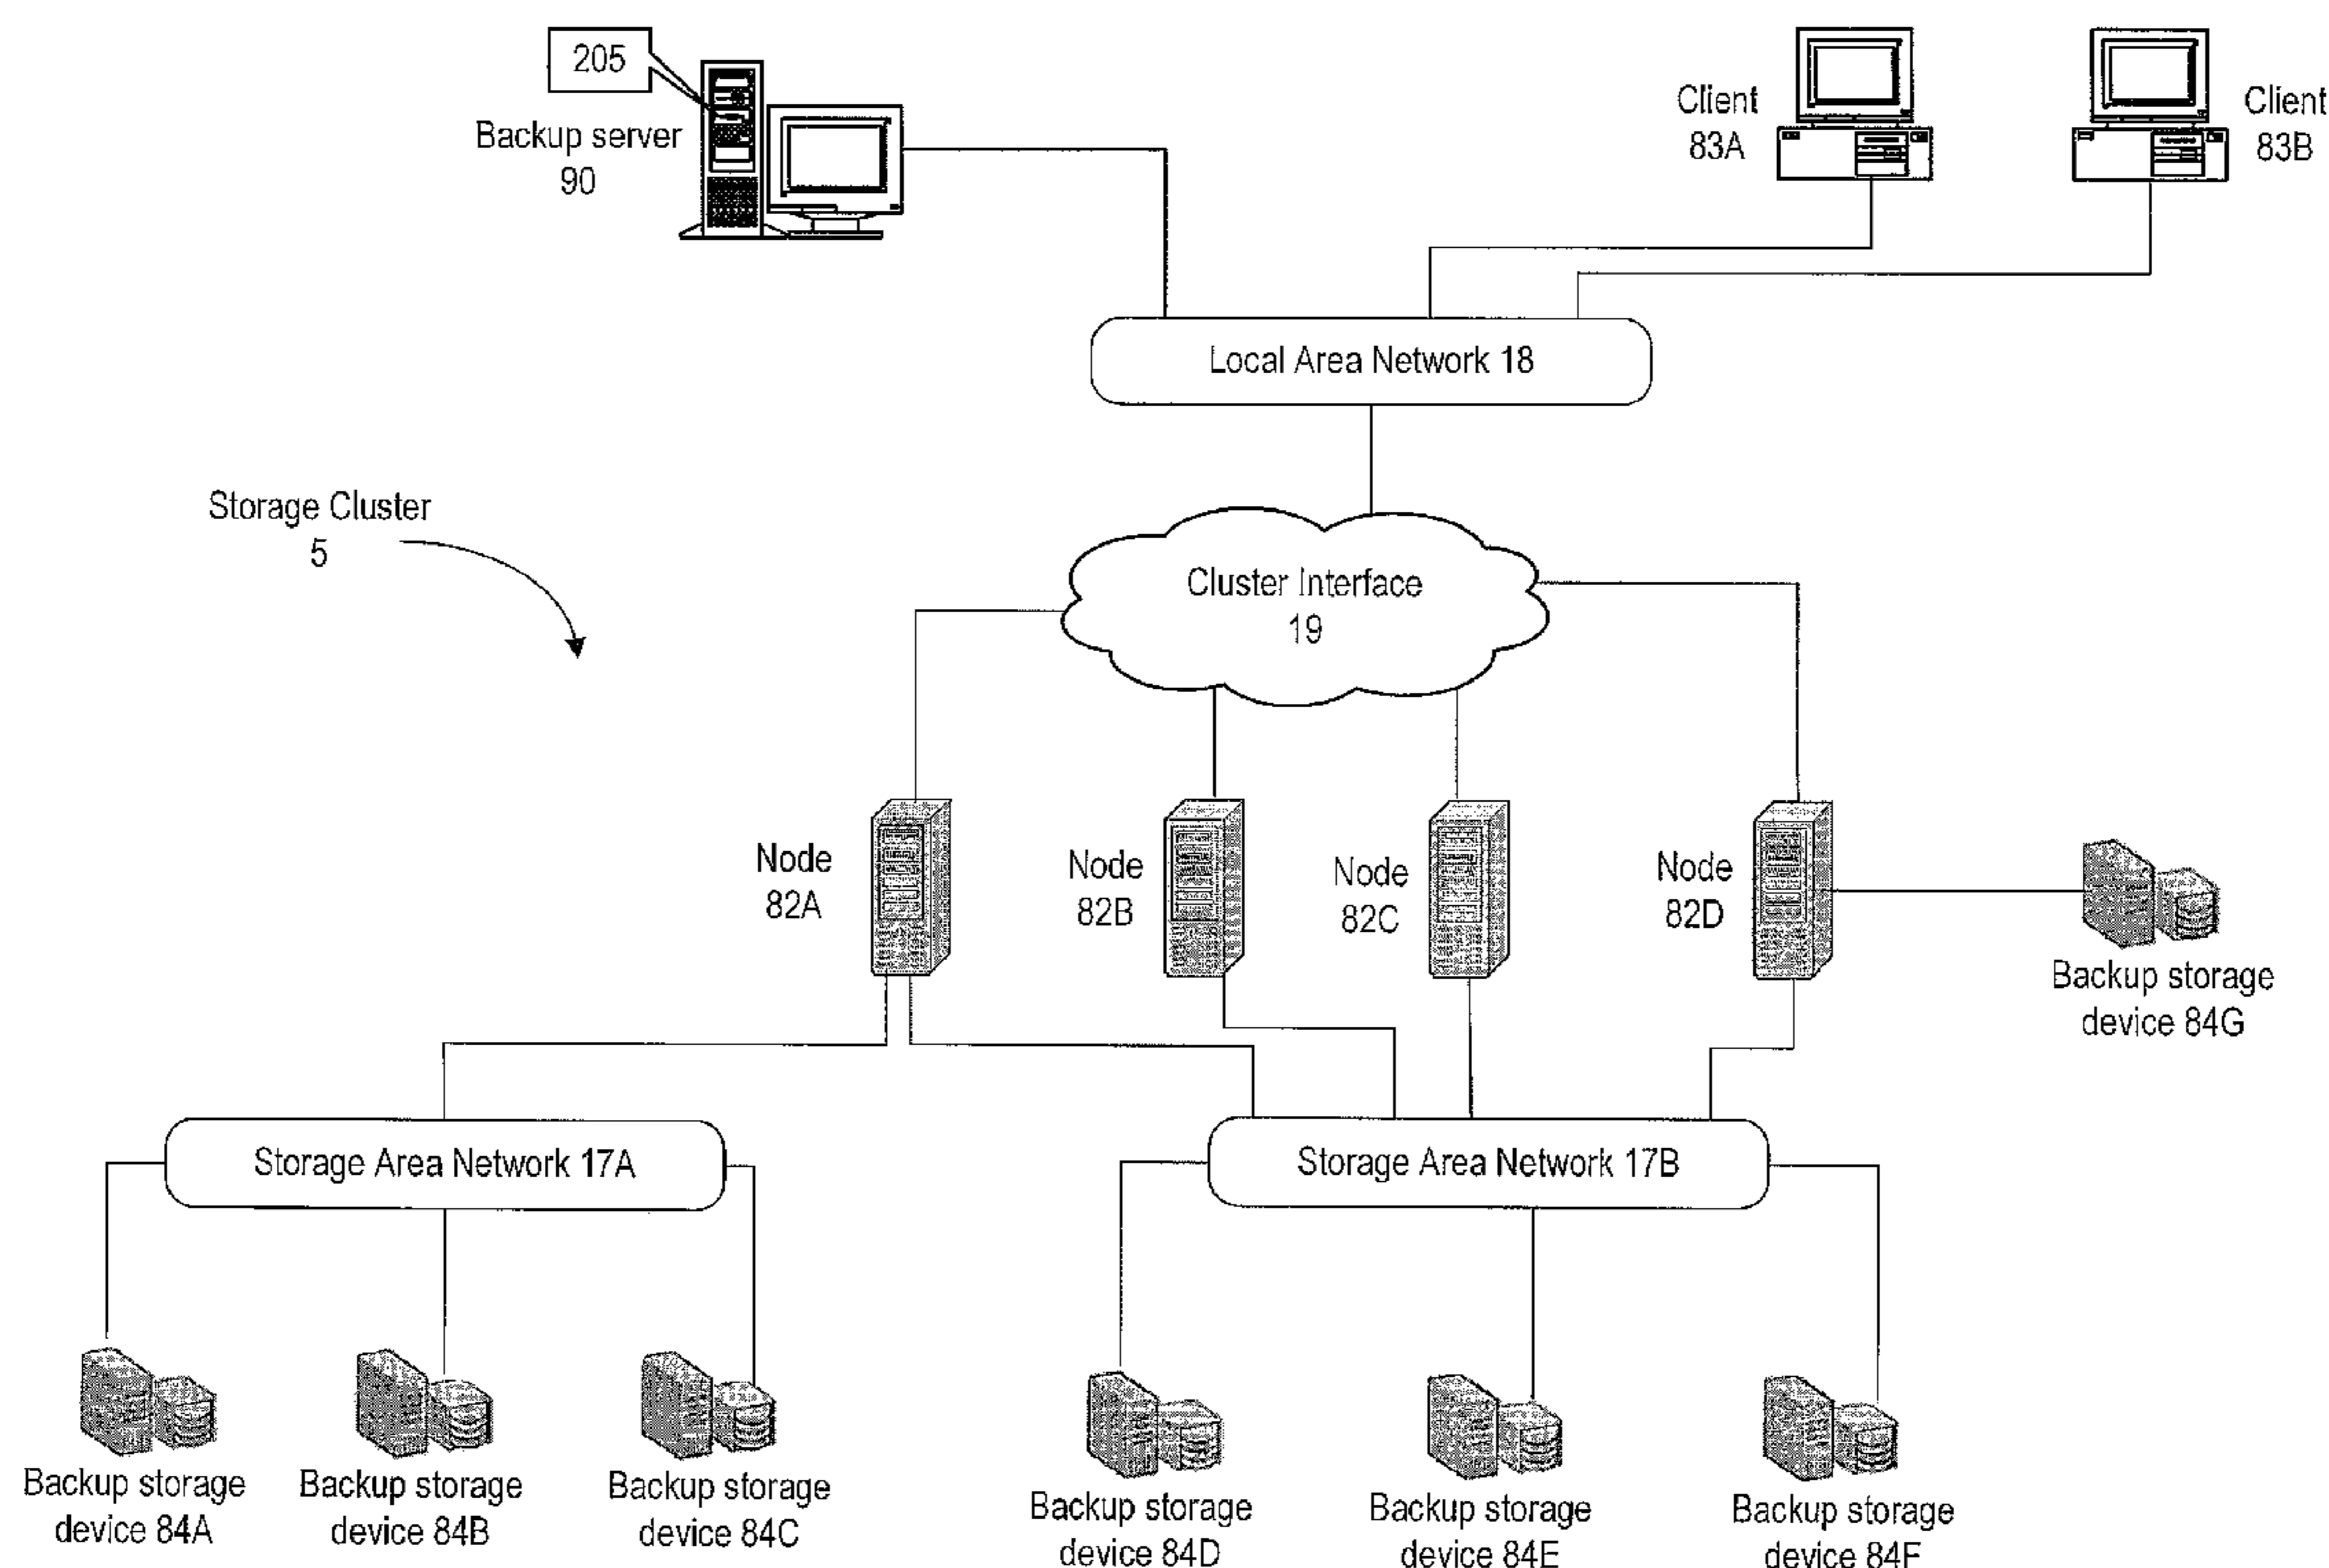 205
Backup server
90
Client
83A
Client
83B
Local Area Network 18
Storage Cluster
5
Cluster Interface
19
Node
82A
Node
82B
Node
82C
Node
82D
Backup storage
device 84G
Storage Area Network 17A
Storage Area Network 17B
Backup storage
device 84A
Backup storage
device 84B
Backup storage
device 84C
Backup storage
device 84D
Backup storage
device 84E
Backup storage
device 84F